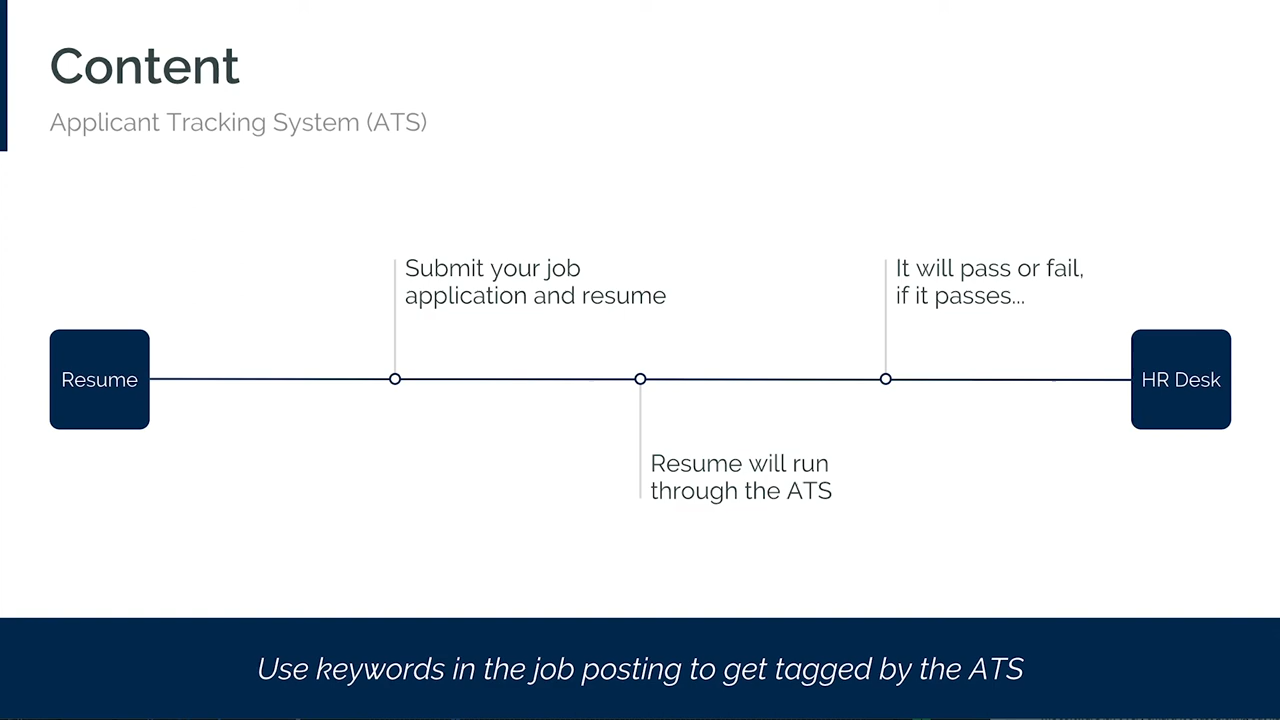 Content
Applicant Tracking System (ATS)
Submit your job
application and resume
It will pass or fail,
if it passes...
Resume
HR Desk
Resume will run
through the ATS
Use keywords in the job posting to get tagged by the ATS